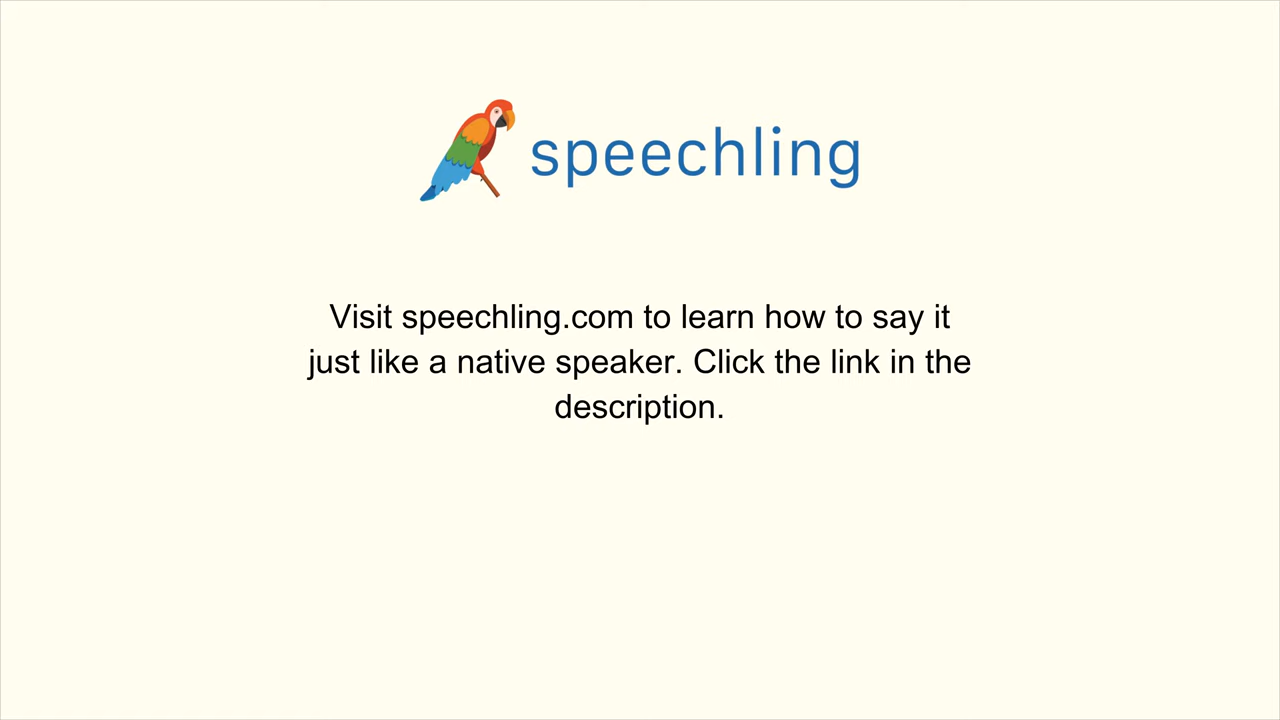 speechling
Visit speechling.com to learn how to say it
just like a native speaker. Click the link in the
description.